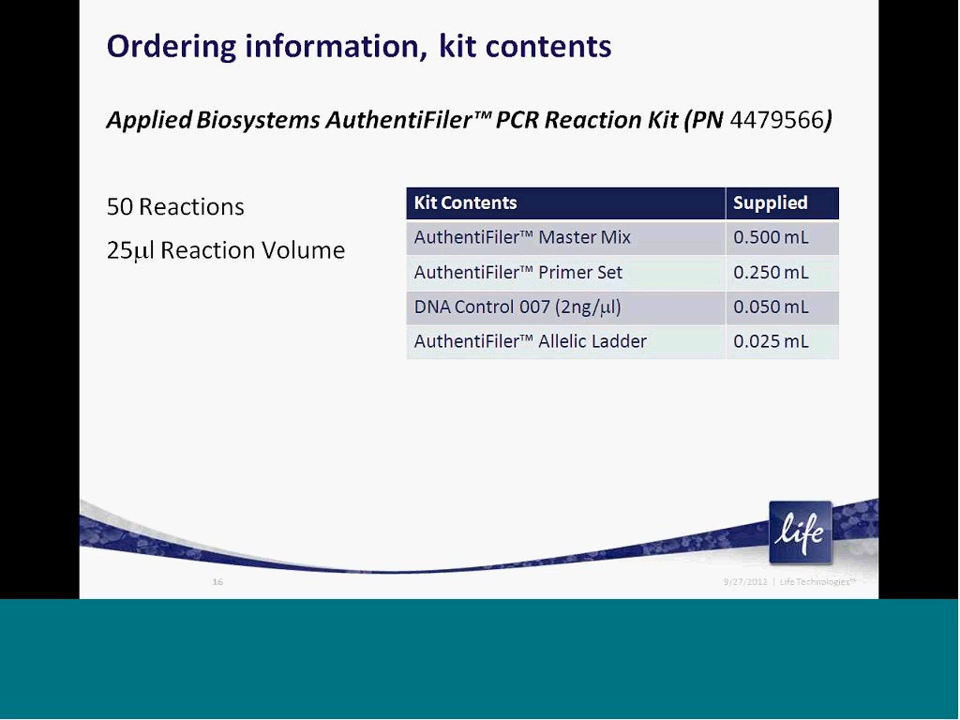 Ordering information, kit contents
Applied Biosystems AuthentiFiler™ PCR Reaction Kit (PN 4479566)
50 Reactions
25µl Reaction Volume
Kit Contents Supplied
AuthentiFiler™ Master Mix 0.500 mL
AuthentiFiler™ Primer Set 0.250 mL
DNA Control 007 (2ng/µl) 0.050 mL
AuthentiFiler™ Allelic Ladder 0.025 mL
life
16 9/27/2012 | Life Technologies™